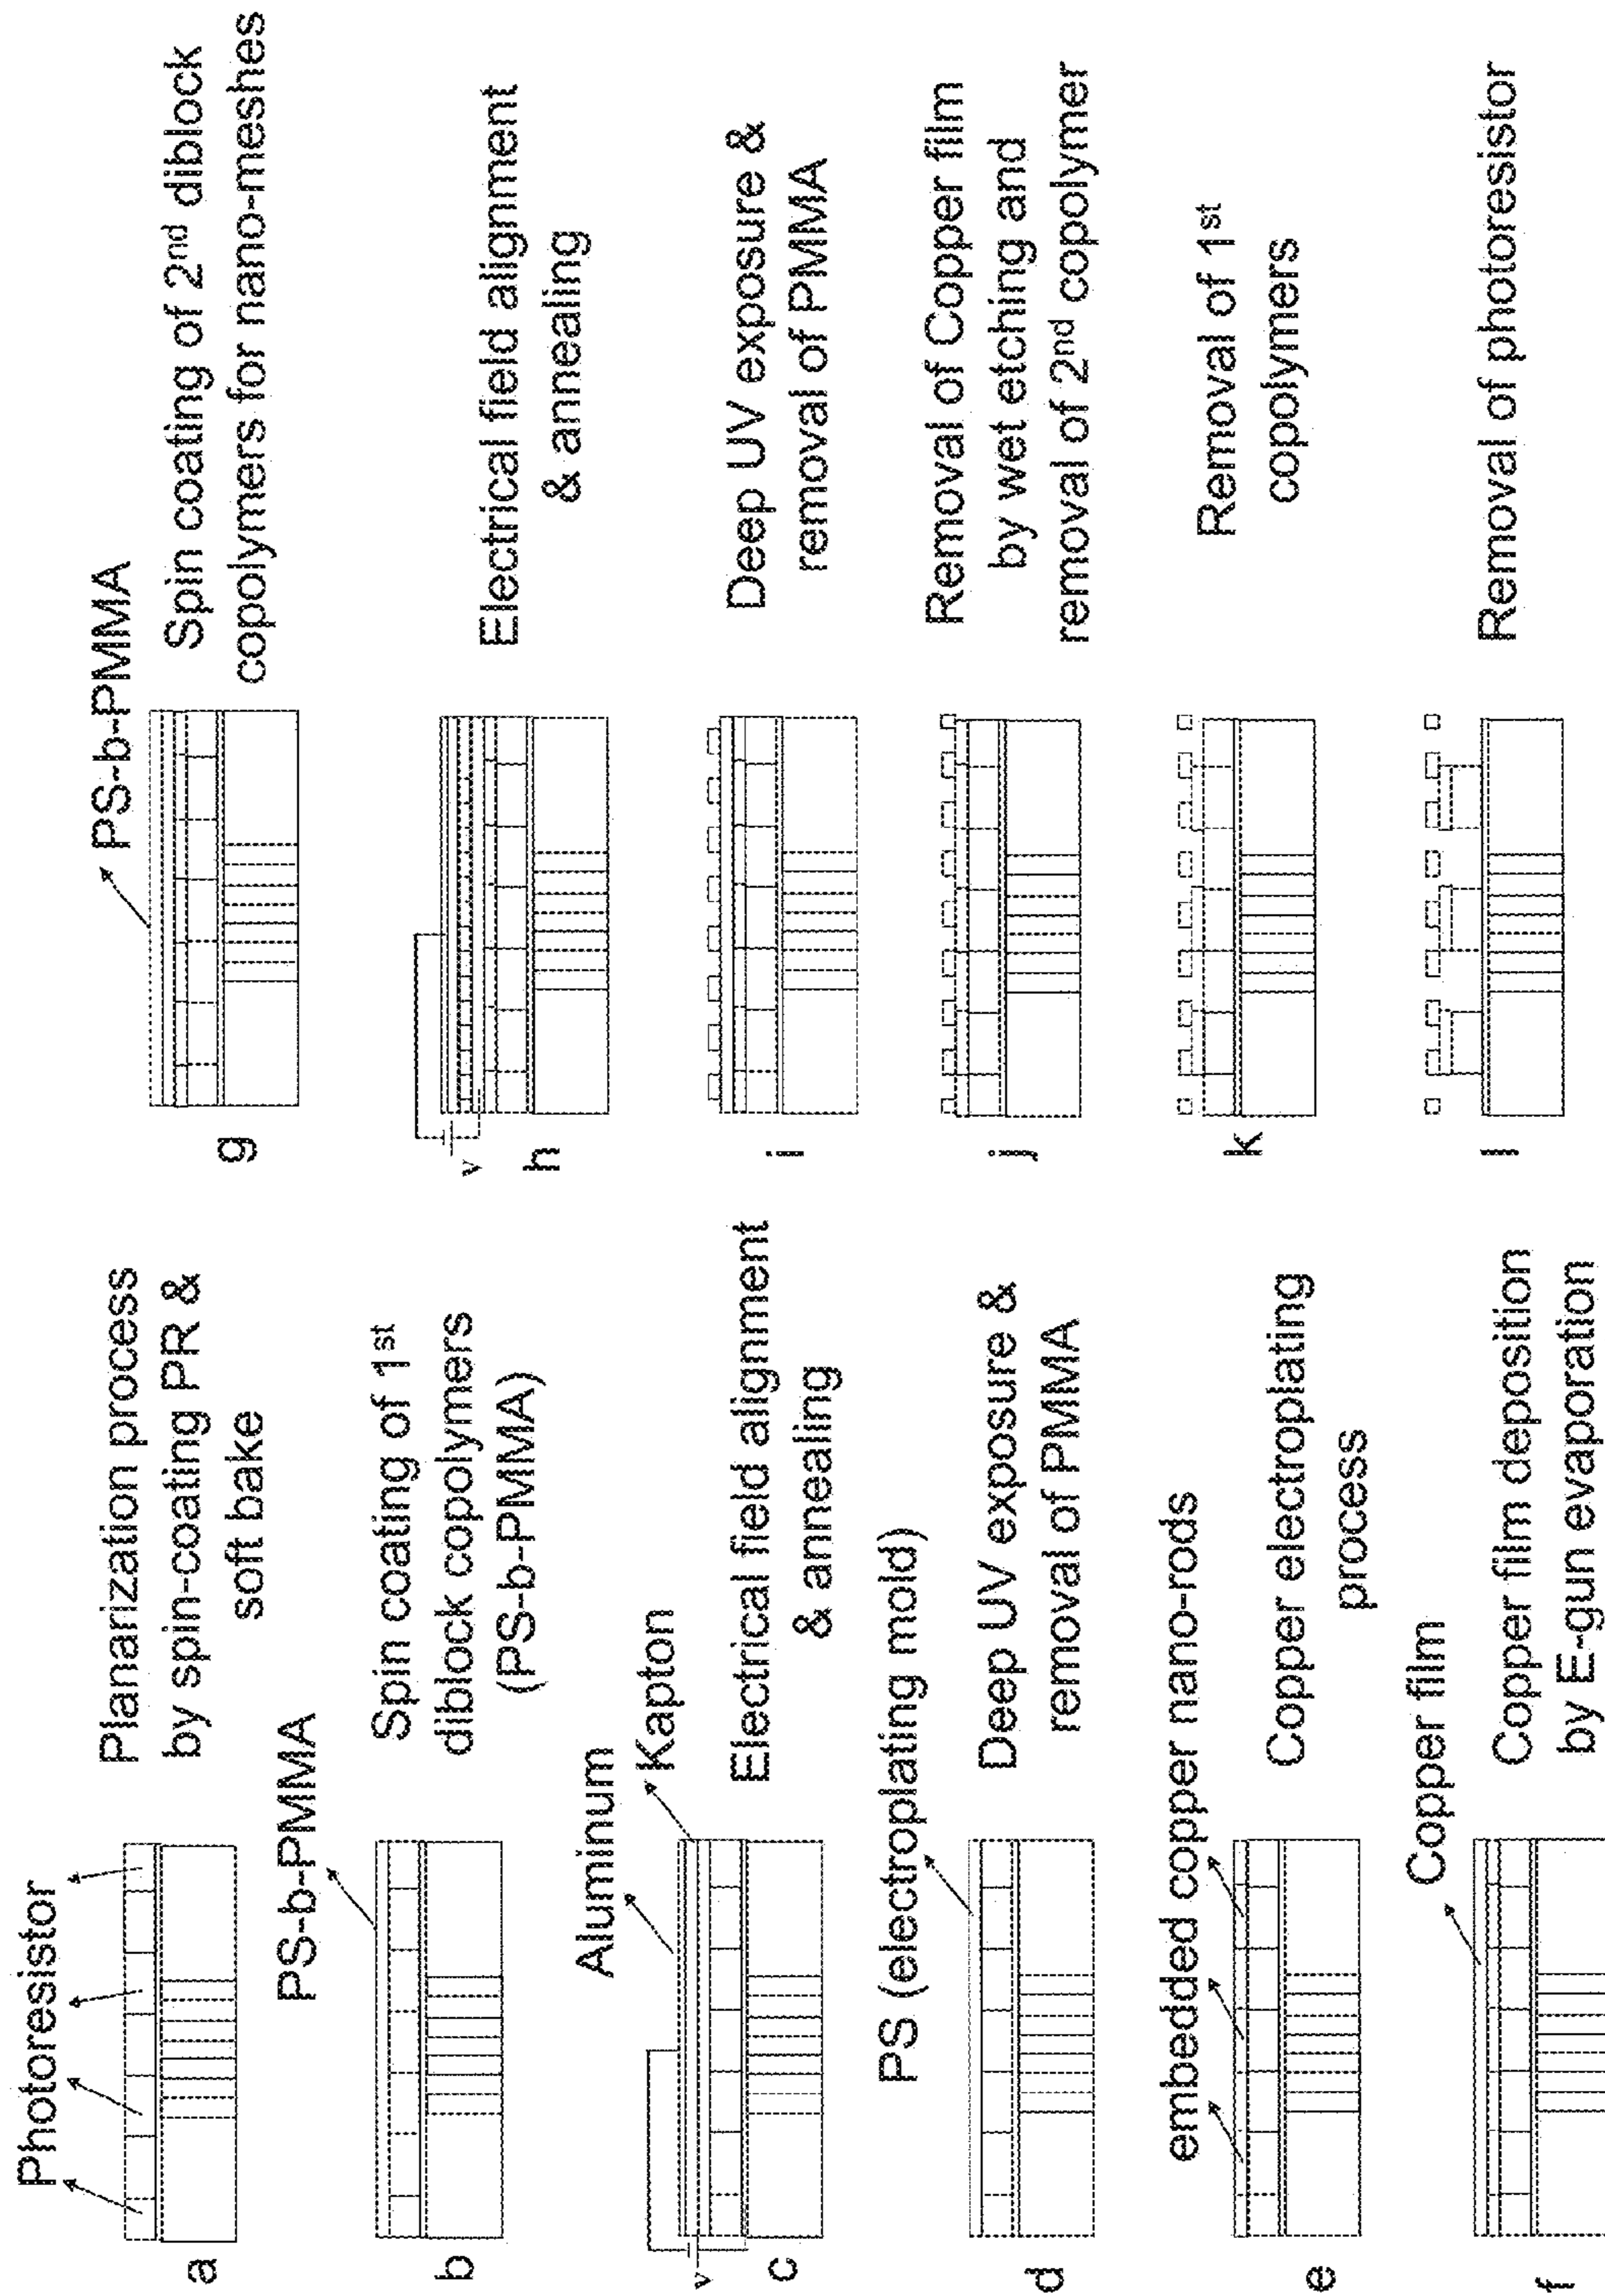 Photoresistor
a
Planarization process
by spin-coating PR &
soft bake
PS-b-PMMA
b
Spin coating of 1st
diblock copolymers
(PS-b-PMMA)
Aluminum
Kapton
v
c
Electrical field alignment
& annealing
PS (electroplating mold)
d
Deep UV exposure &
removal of PMMA
embedded copper nano-rods
e
Copper electroplating
process
Copper film
f
Copper film deposition
by E-gun evaporation
PS-b-PMMA
g
Spin coating of 2nd diblock
copolymers for nano-meshes
v
h
Electrical field alignment
& annealing
i
Deep UV exposure &
removal of PMMA
j
Removal of Copper film
by wet etching and
removal of 2nd copolymer
k
Removal of 1st
copolymers
l
Removal of photoresistor